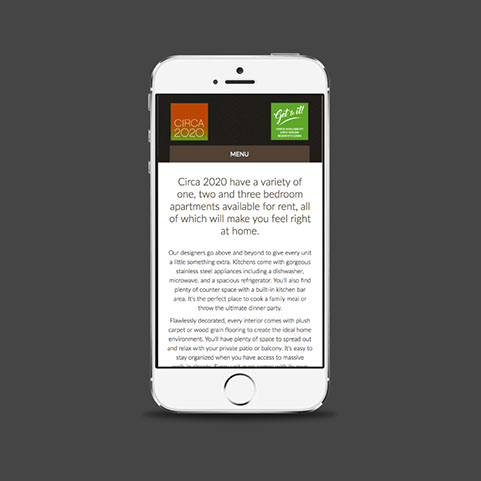 CIRCA
2020
Get to it!
MENU
Circa 2020 have a variety of
one, two and three bedroom
apartments available for rent, all
of which will make you feel right
at home.
Our designers go above and beyond to give every unit
a little something extra. Kitchens come with gorgeous
stainless steel appliances including a dishwasher,
microwave, and a spacious refrigerator. You'll also find
plenty of counter space with a built-in kitchen bar
area. It's the perfect place to cook a family meal or
throw the ultimate dinner party.
Flawlessly decorated, every interior comes with plush
carpet or wood grain flooring to create the ideal home
environment. You'll have plenty of space to spread out
and relax with your private patio or balcony. It's easy to
stay organized when you have access to massive